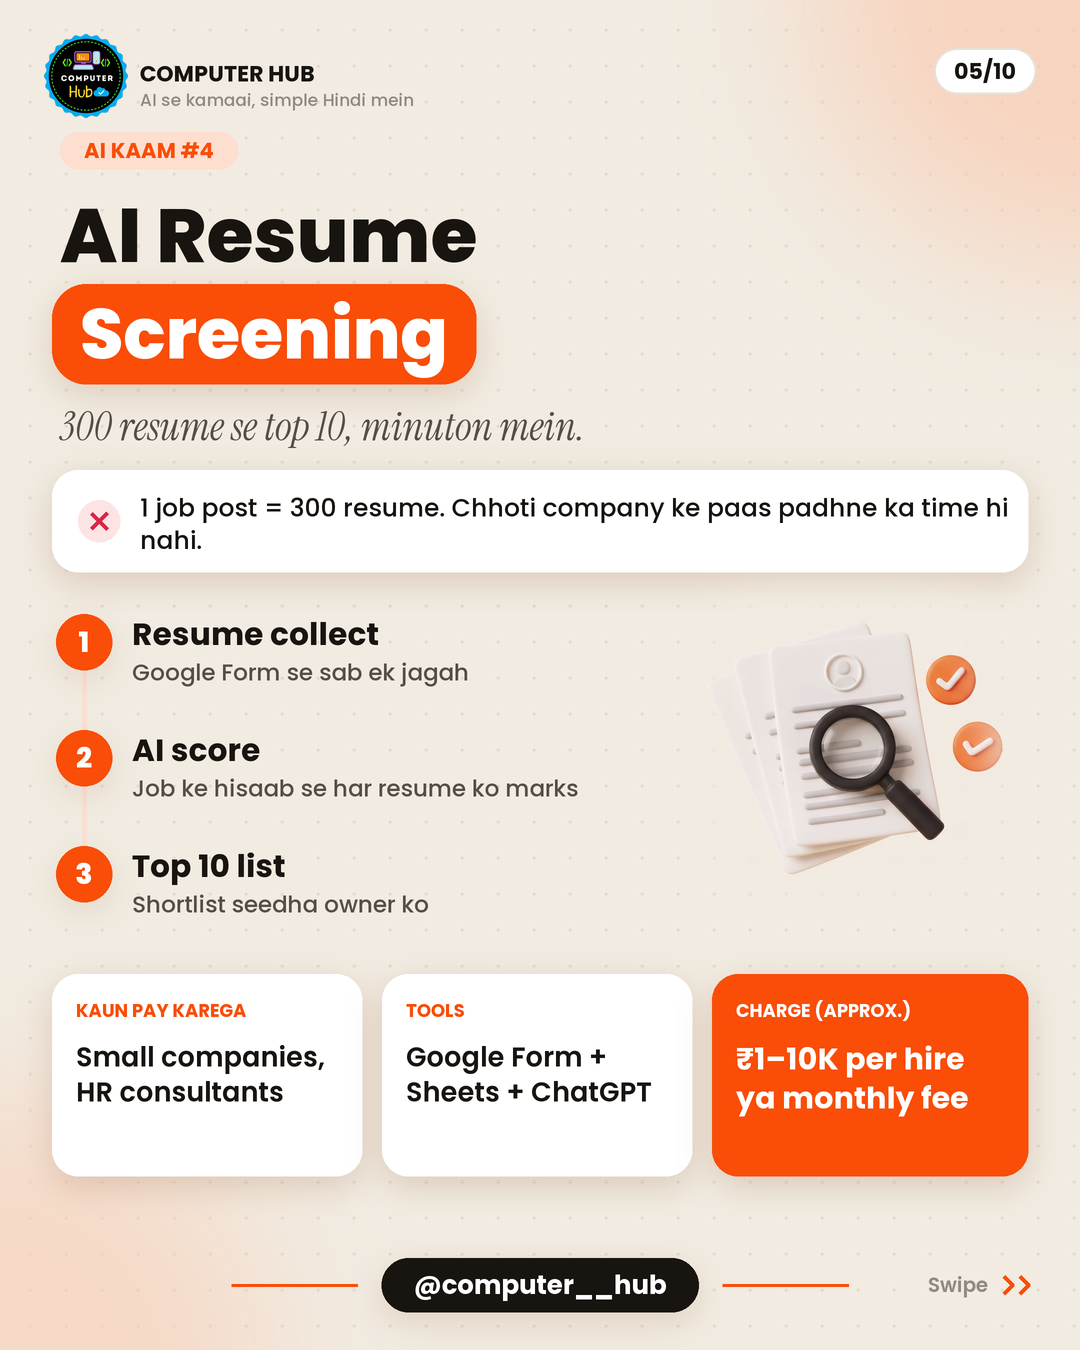 COMPUTER
Hub
COMPUTER HUB
AI se kamaai, simple Hindi mein
05/10
AI KAAM #4
AI Resume
Screening
300 resume se top 10, minuton mein.
1 job post = 300 resume. Chhoti company ke paas padhne ka time hi
nahi.
1
Resume collect
Google Form se sab ek jagah
2
AI score
Job ke hisaab se har resume ko marks
3
Top 10 list
Shortlist seedha owner ko
KAUN PAY KAREGA
Small companies,
HR consultants
TOOLS
Google Form +
Sheets + ChatGPT
CHARGE (APPROX.)
₹1–10K per hire
ya monthly fee
@computer__hub
Swipe